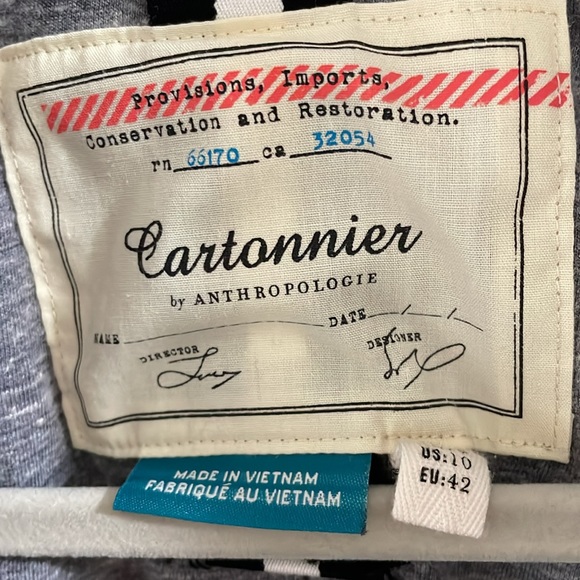 Provisions, Imports,
Conservation and Restoration.
rn 66170 ca 32054
Cartonnier
by ANTHROPOLOGIE
NAME DATE / /
DIRECTOR DESIGNER
MADE IN VIETNAM
FABRIQUÉ AU VIETNAM
US:10
EU:42